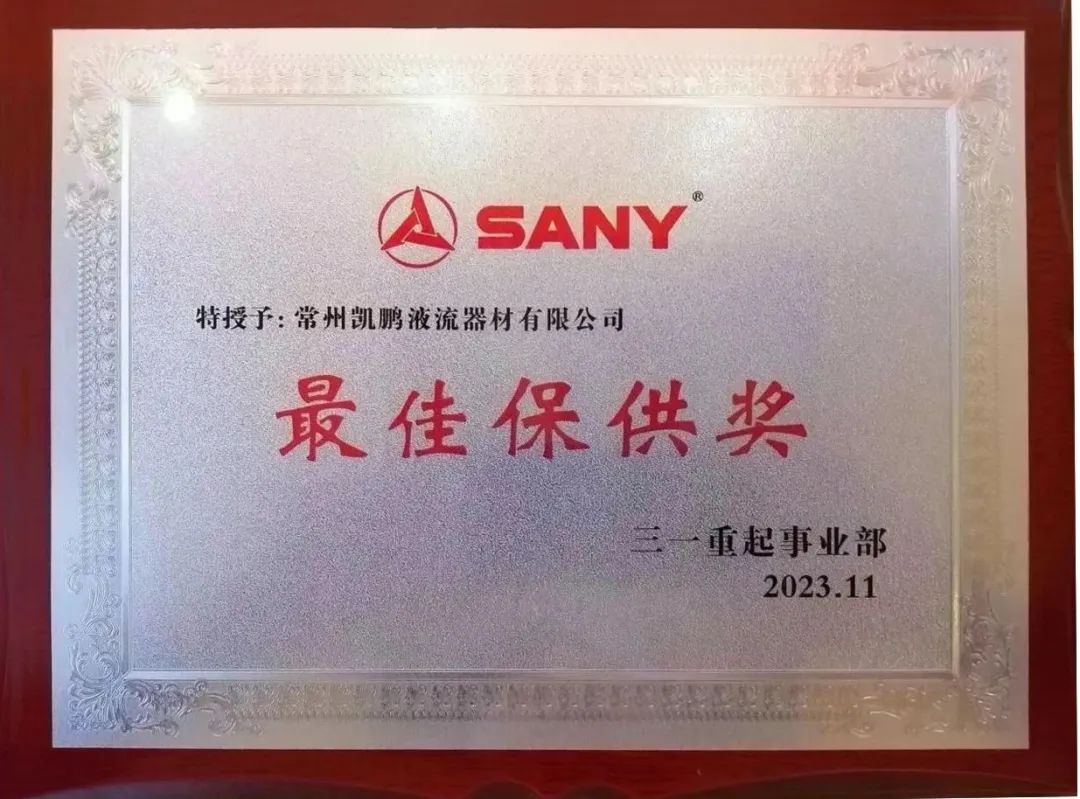 SANY®
特授予: 常州凯鹏液流器材有限公司
最佳保供奖
三一重起事业部
2023.11